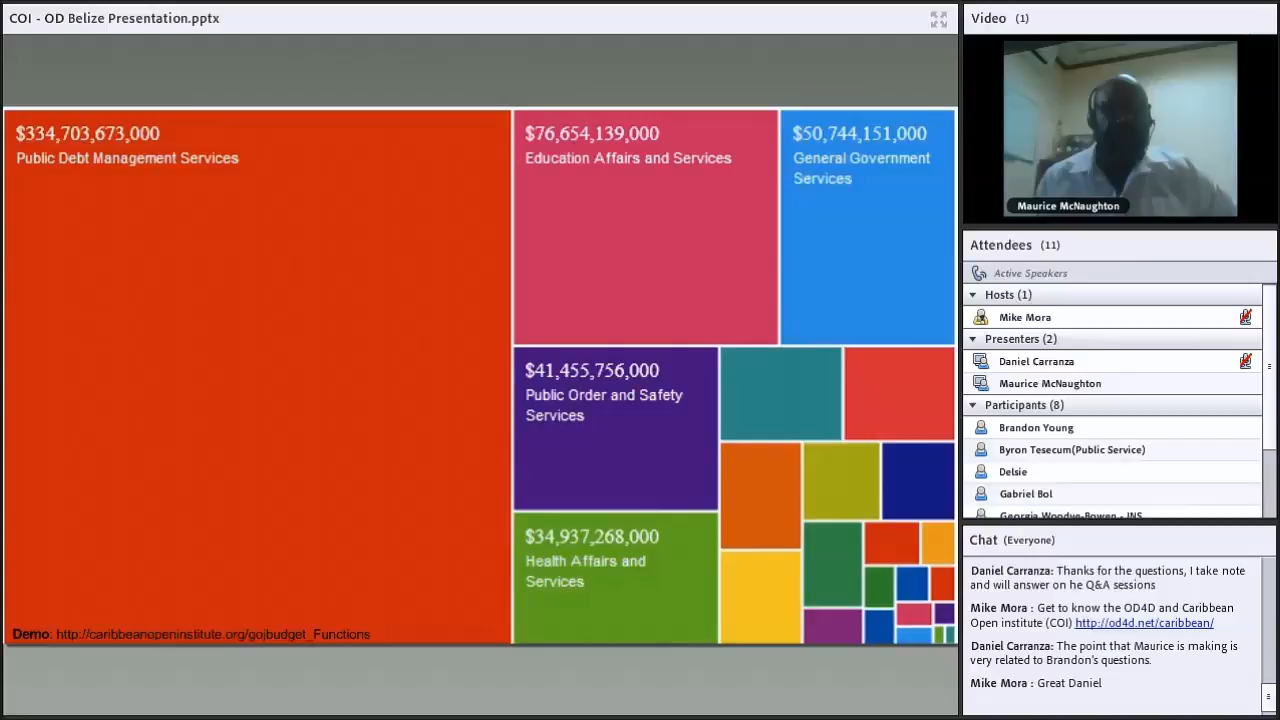 COI - OD Belize Presentation.pptx
$334,703,673,000
Public Debt Management Services
$76,654,139,000
Education Affairs and Services
$50,744,151,000
General Government
Services
$41,455,756,000
Public Order and Safety
Services
$34,937,268,000
Health Affairs and
Services
Demo: http://caribbeanopeninstitute.org/gojbudget_Functions
Video (1)
Maurice McNaughton
Attendees (11)
Active Speakers
Hosts (1)
Mike Mora
Presenters (2)
Daniel Carranza
Maurice McNaughton
Participants (8)
Brandon Young
Byron Tesecum(Public Service)
Delsie
Gabriel Bol
Georgia Woodye-Bowen - INS
Chat (Everyone)
Daniel Carranza: Thanks for the questions, I take note
and will answer on he Q&A sessions
Mike Mora : Get to know the OD4D and Caribbean
Open institute (COI) http://od4d.net/caribbean/
Daniel Carranza: The point that Maurice is making is
very related to Brandon's questions.
Mike Mora : Great Daniel